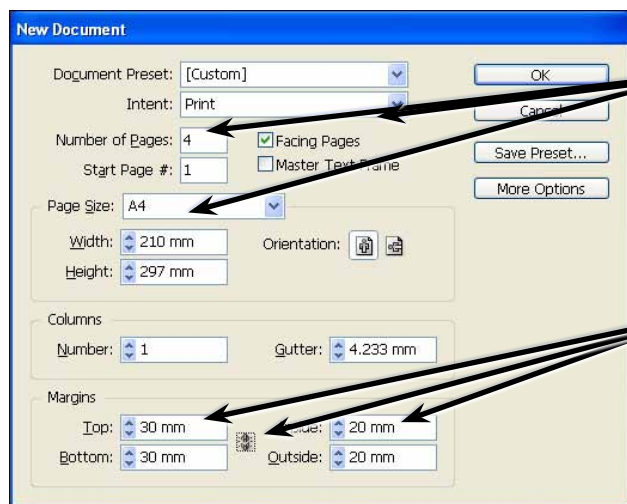 New Document
Document Preset: [Custom]
OK
Intent: Print
Cancel
Number of Pages: 4
Facing Pages
Save Preset...
Start Page #: 1
Master Text Frame
More Options
Page Size: A4
Width: 210 mm
Orientation:
Height: 297 mm
Columns
Number: 1
Gutter: 4.233 mm
Margins
Top: 30 mm
20 mm
Bottom: 30 mm
Outside: 20 mm